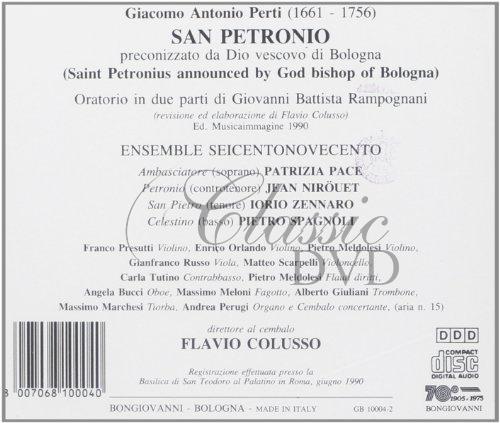 Giacomo Antonio Perti (1661 - 1756)
SAN PETRONIO
preconizzato da Dio vescovo di Bologna
(Saint Petronius announced by God bishop of Bologna)
Oratorio in due parti di Giovanni Battista Rampognani
(revisione ed elaborazione di Flavio Colusso)
Ed. Musicaimmagine 1990
ENSEMBLE SEICENTONOVECENTO
Ambasciatore (soprano) PATRIZIA PACE
Petronio (controtenore) JEAN NIRÖUET
San Pietro (tenore) IORIO ZENNARO
Celestino (basso) PIETRO SPAGNÓLI
Classic
DVD
Franco Presutti Violino, Enrico Orlando Violino, Pietro Meldolesi Violino,
Gianfranco Russo Viola, Matteo Scarpelli Violoncello,
Carla Tutino Contrabbasso, Pietro Meldolesi Flauti diritti,
Angela Bucci Oboe, Massimo Meloni Fagotto, Alberto Giuliani Trombone,
Massimo Marchesi Tiorba, Andrea Perugi Organo e Cembalo concertante, (aria n. 15)
direttore al cembalo
FLAVIO COLUSSO
Registrazione effettuata presso la
Basilica di San Teodoro al Palatino in Roma, giugno 1990
8 007068 100040
DDD
COMPACT
disc
DIGITAL AUDIO
70°
1905-1975
BONGIOVANNI
BONGIOVANNI - BOLOGNA - MADE IN ITALY
GB 10004-2